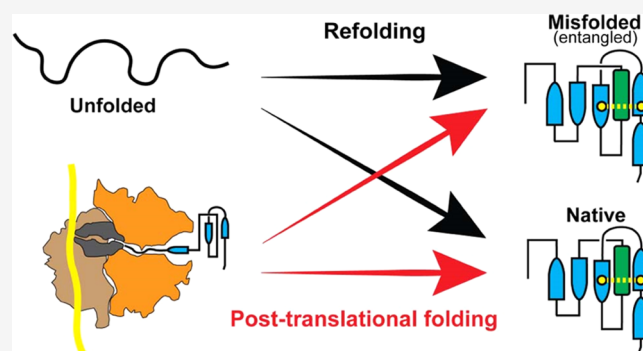 Refolding
Misfolded
(entangled)
Unfolded
Native
Post-translational folding